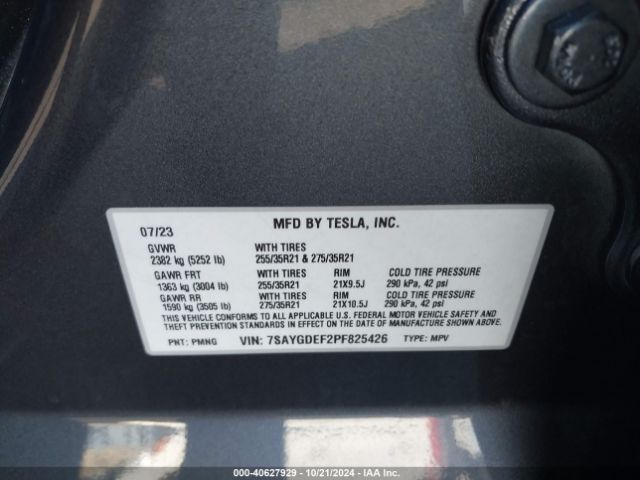 07/23 MFD BY TESLA, INC.
GVWR WITH TIRES
2382 kg (5252 lb) 255/35R21 & 275/35R21
GAWR FRT WITH TIRES RIM COLD TIRE PRESSURE
1363 kg (3004 lb) 255/35R21 21X9.5J 290 kPa, 42 psi
GAWR RR WITH TIRES RIM COLD TIRE PRESSURE
1590 kg (3505 lb) 275/35R21 21X10.5J 290 kPa, 42 psi
THIS VEHICLE CONFORMS TO ALL APPLICABLE U.S. FEDERAL MOTOR VEHICLE SAFETY AND
THEFT PREVENTION STANDARDS IN EFFECT ON THE DATE OF MANUFACTURE SHOWN ABOVE.
PNT: PMNG VIN: 7SAYGDEF2PF825426 TYPE: MPV
000-40627929 | 10/21/2024 | IAA Inc.